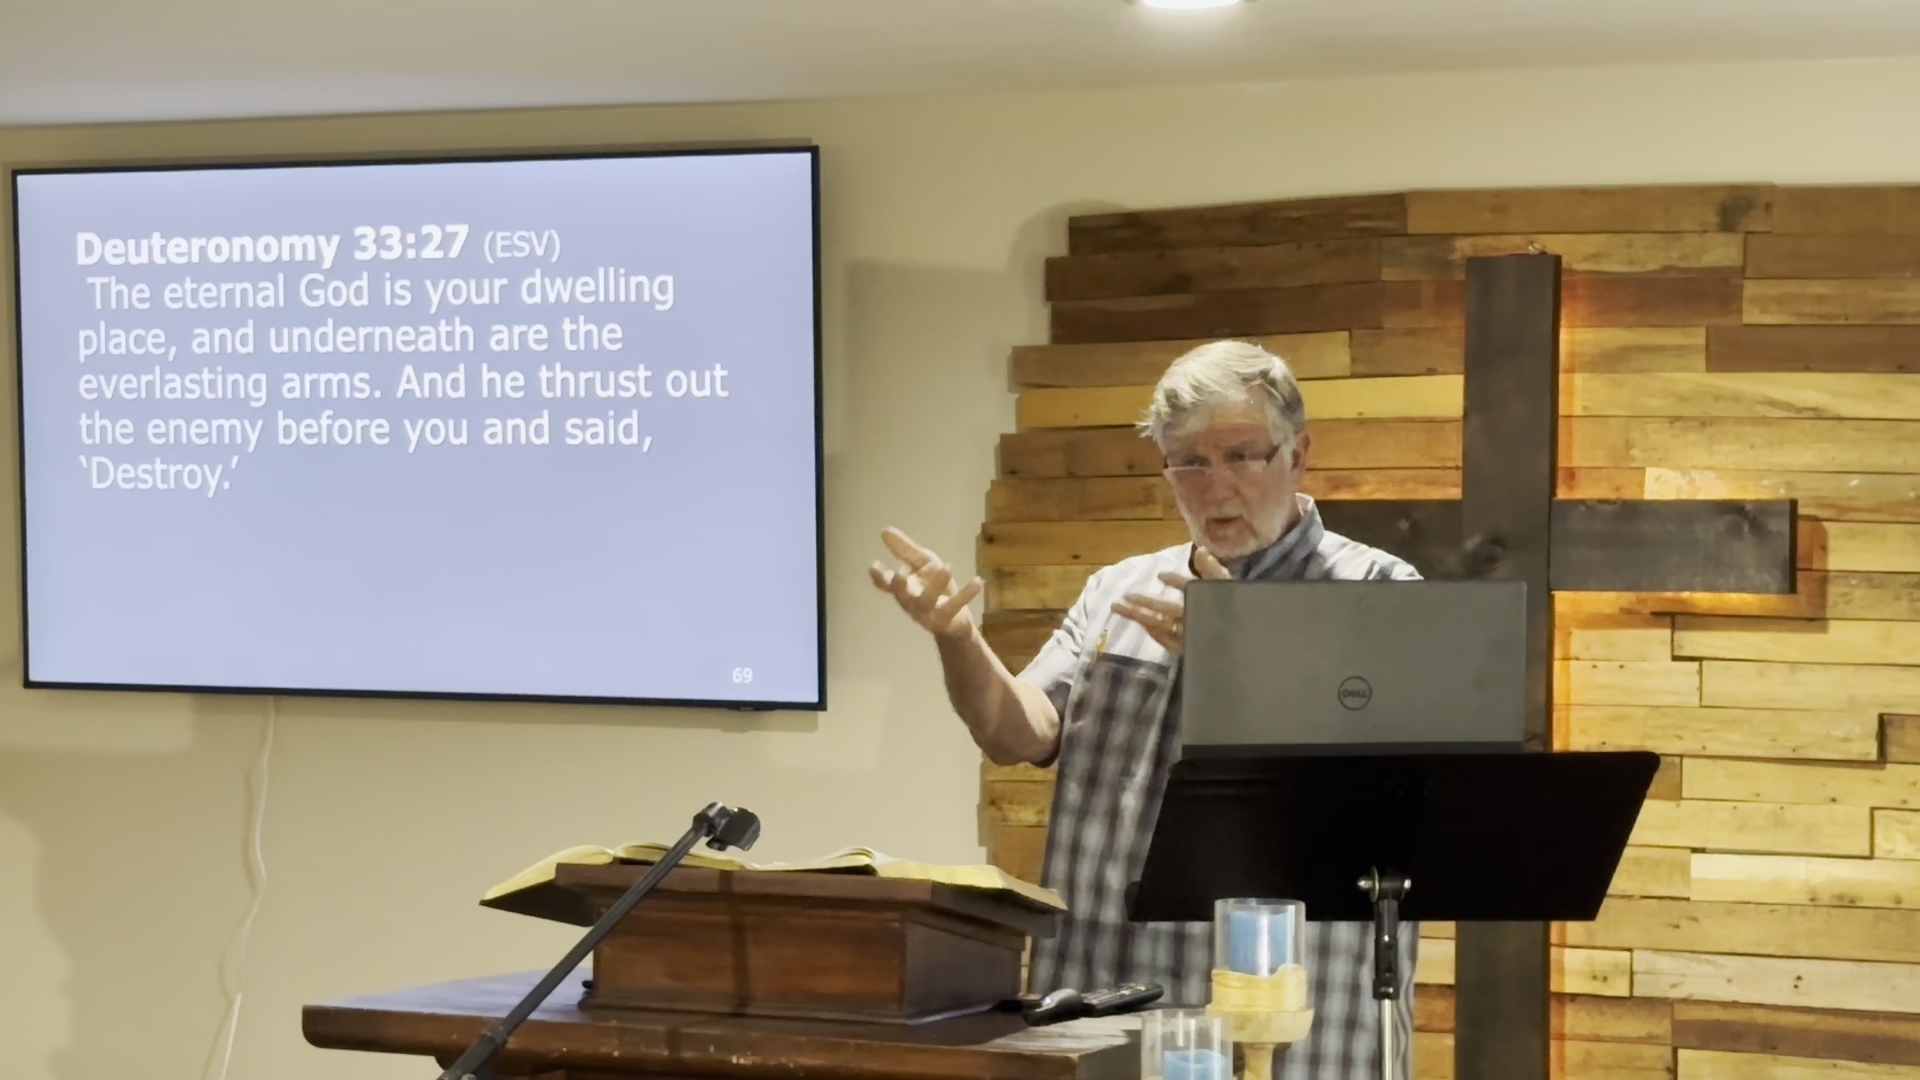 Deuteronomy 33:27 (ESV)
The eternal God is your dwelling
place, and underneath are the
everlasting arms. And he thrust out
the enemy before you and said,
‘Destroy.’
69
DELL